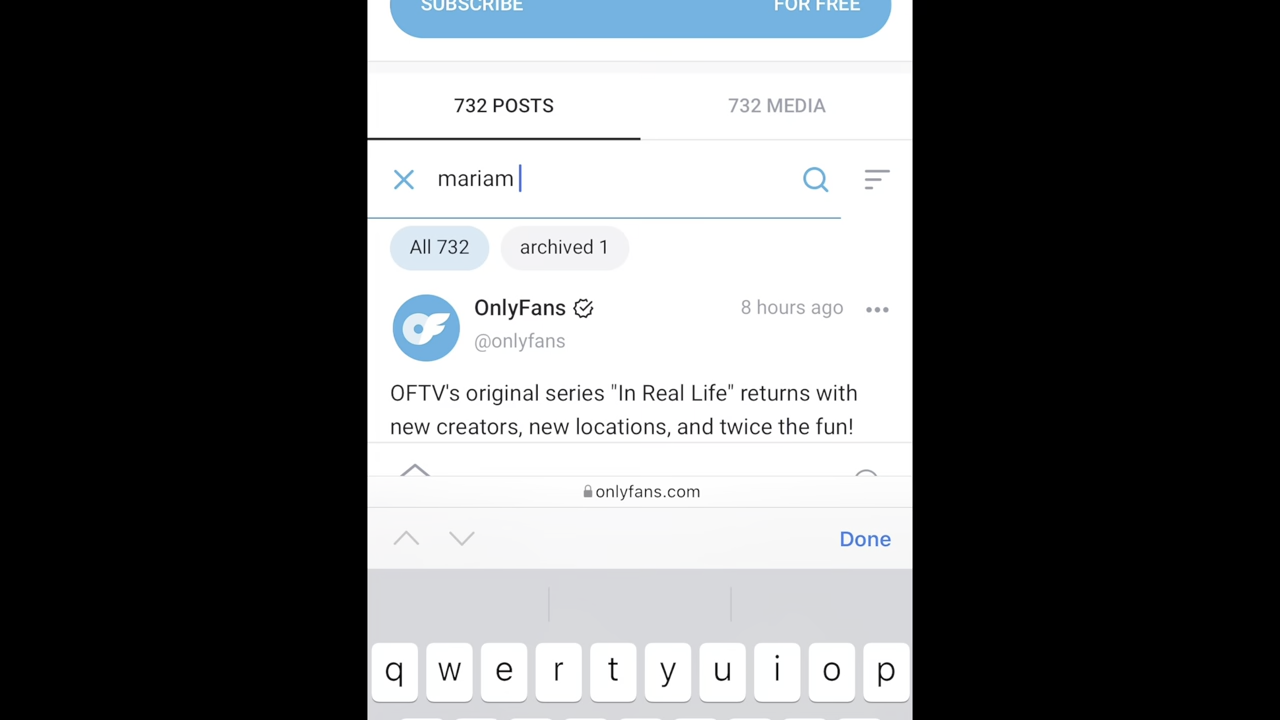 SUBSCRIBE FOR FREE
732 POSTS 732 MEDIA
mariam
All 732 archived 1
OnlyFans 8 hours ago
@onlyfans
OFTV's original series "In Real Life" returns with
new creators, new locations, and twice the fun!
onlyfans.com
Done
q w e r t y u i o p